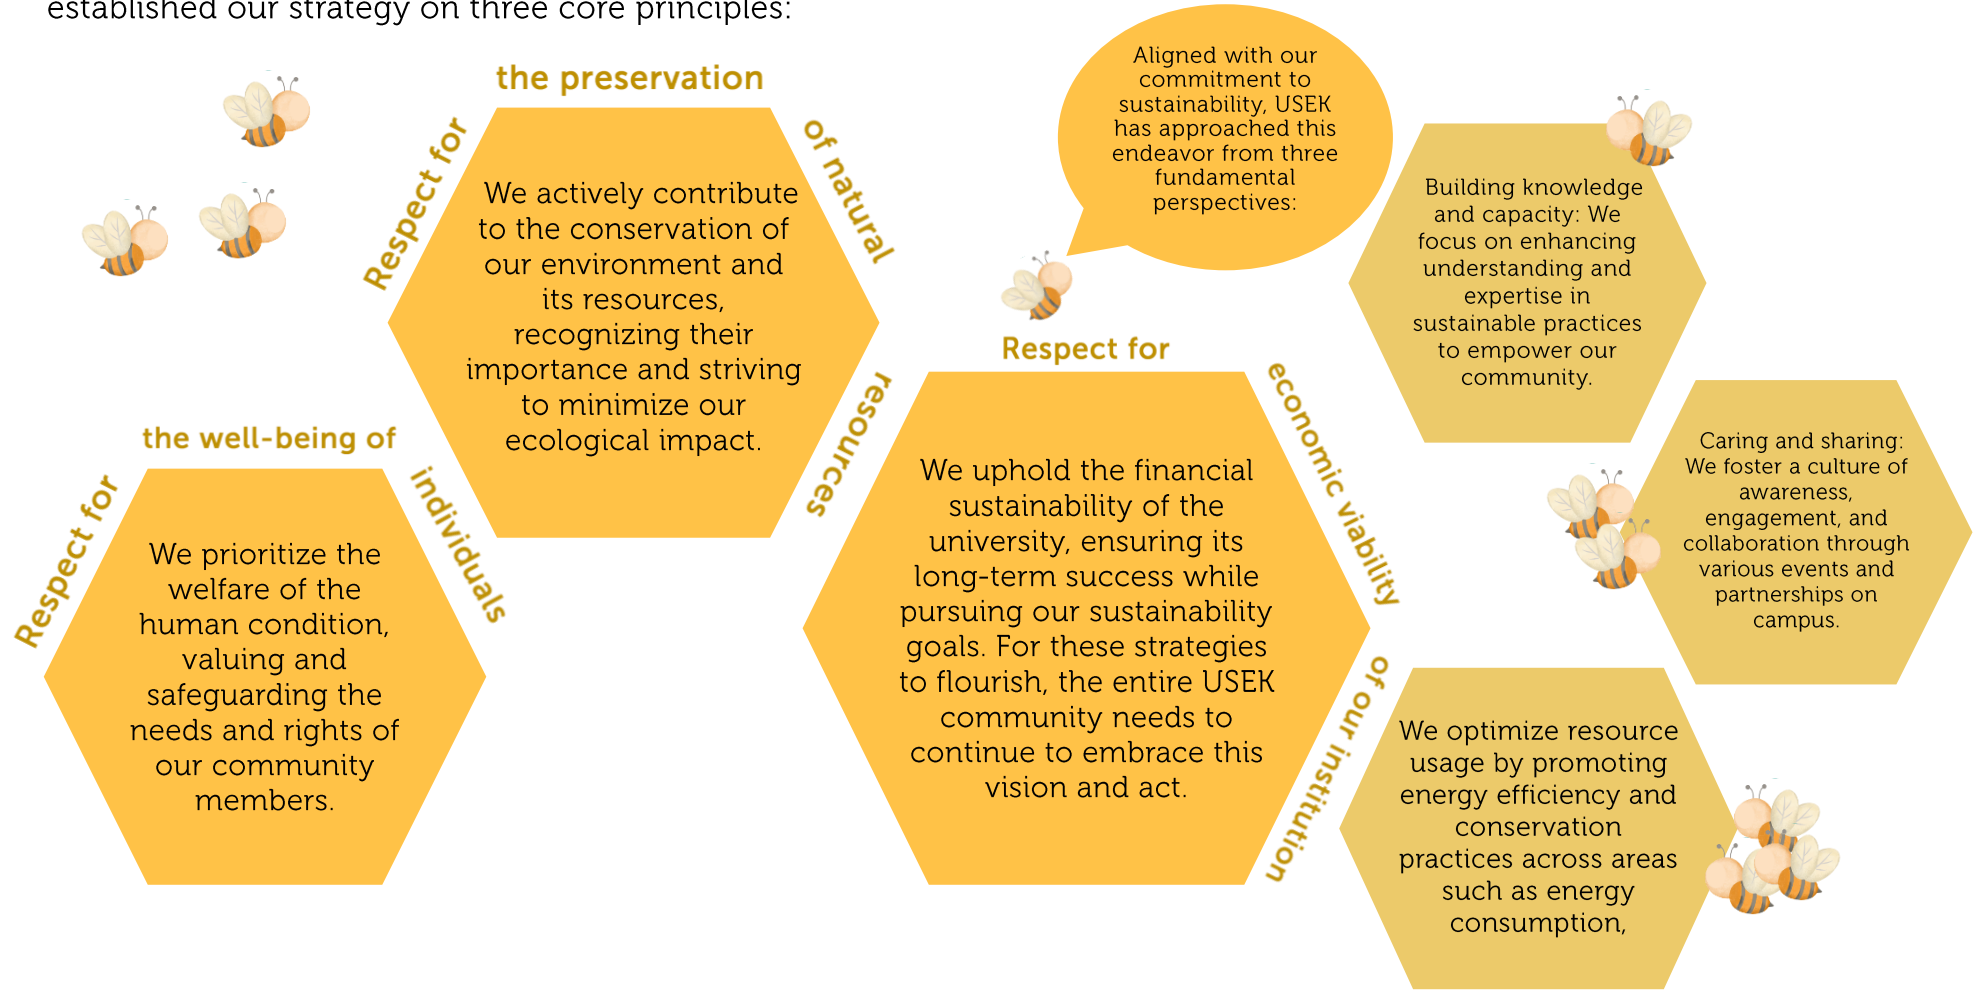 established our strategy on three core principles:
Respect for
the well-being of
individuals
We prioritize the
welfare of the
human condition,
valuing and
safeguarding the
needs and rights of
our community
members.
Respect for
the preservation
of natural
resources
We actively contribute
to the conservation of
our environment and
its resources,
recognizing their
importance and striving
to minimize our
ecological impact.
Respect for
economic viability
of our institution
We uphold the financial
sustainability of the
university, ensuring its
long-term success while
pursuing our sustainability
goals. For these strategies
to flourish, the entire USEK
community needs to
continue to embrace this
vision and act.
Aligned with our
commitment to
sustainability, USEK
has approached this
endeavor from three
fundamental
perspectives:
Building knowledge
and capacity: We
focus on enhancing
understanding and
expertise in
sustainable practices
to empower our
community.
Caring and sharing:
We foster a culture of
awareness,
engagement, and
collaboration through
various events and
partnerships on
campus.
We optimize resource
usage by promoting
energy efficiency and
conservation
practices across areas
such as energy
consumption,